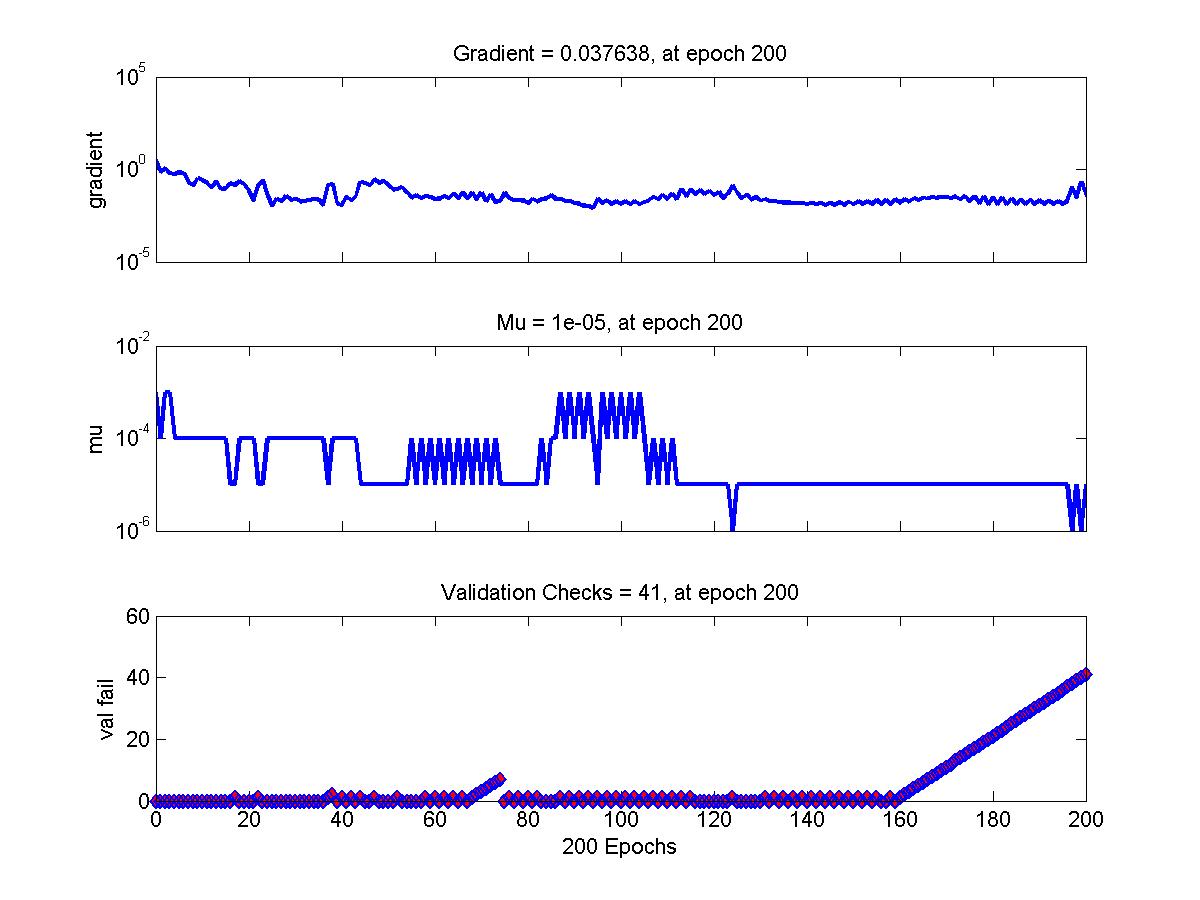 Gradient = 0.037638, at epoch 200
10^5
10^0
10^-5
gradient
Mu = 1e-05, at epoch 200
10^-2
10^-4
10^-6
mu
Validation Checks = 41, at epoch 200
60
40
20
0
val fail
0 20 40 60 80 100 120 140 160 180 200
200 Epochs